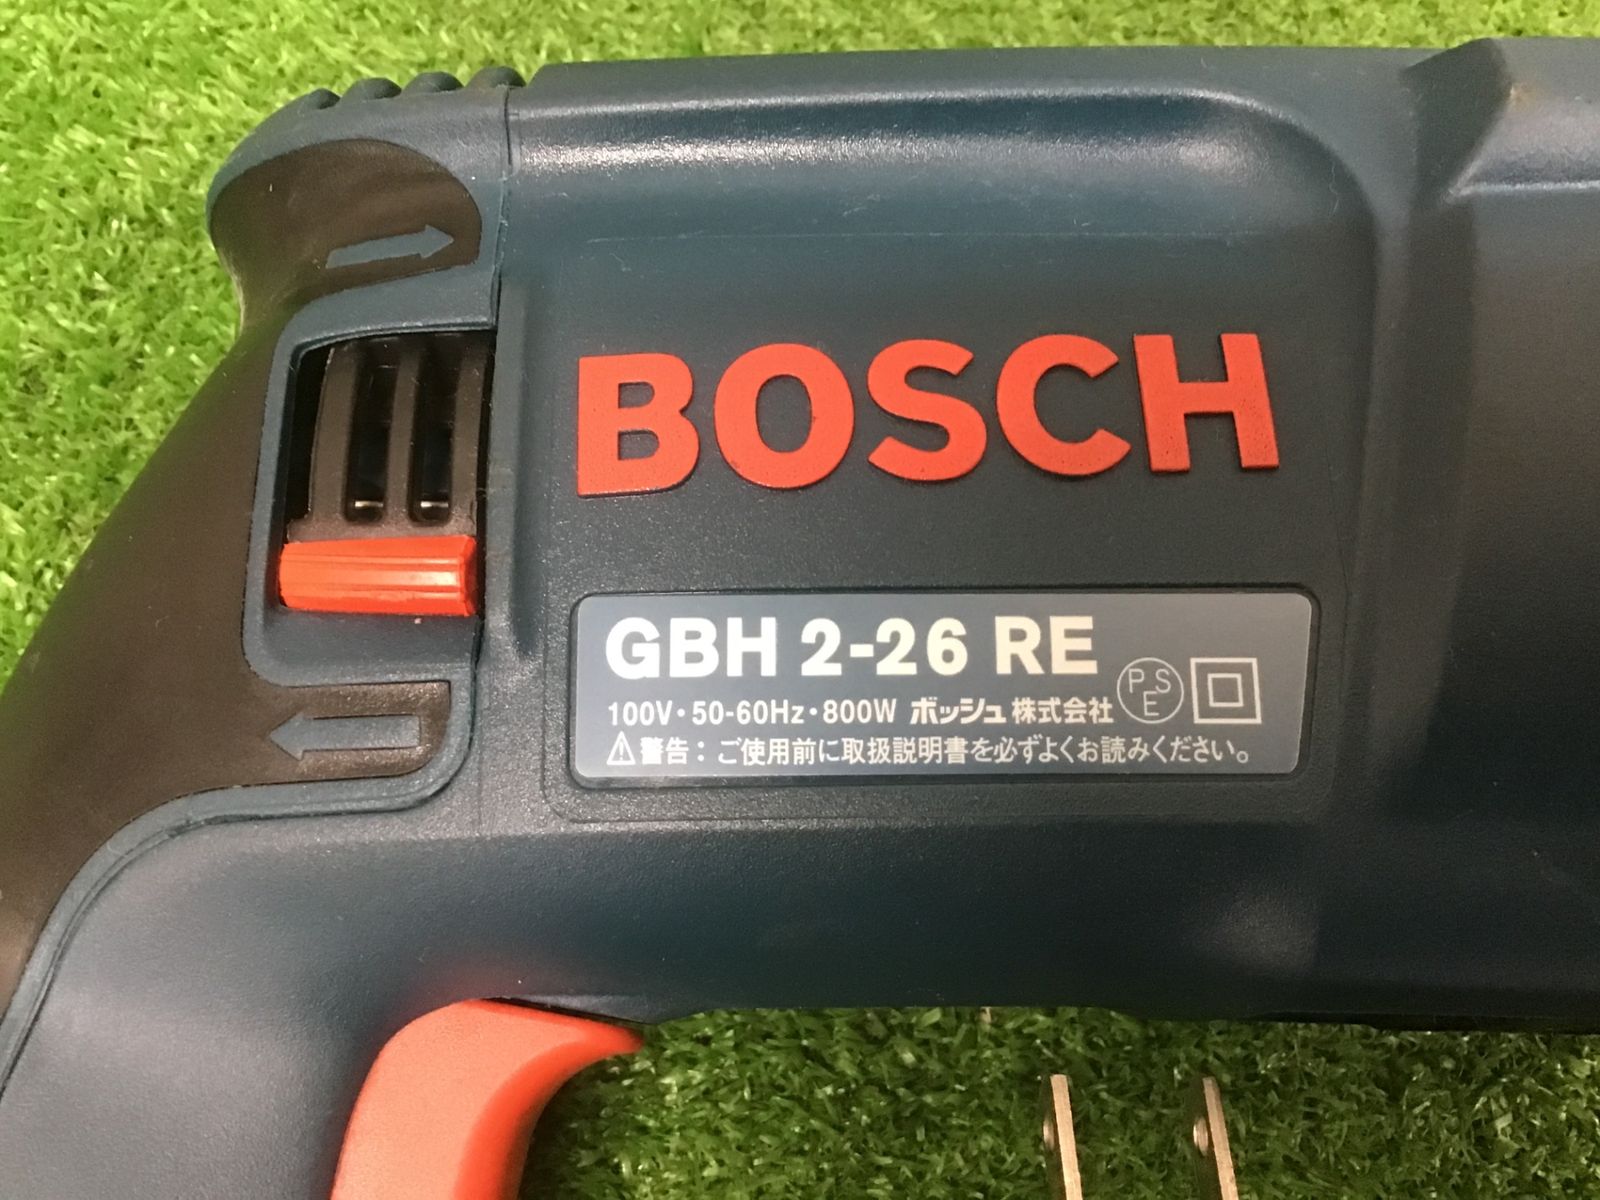 BOSCH
GBH 2-26 RE
100V・50-60Hz・800W ボッシュ株式会社 PSE
⚠警告：ご使用前に取扱説明書を必ずよくお読みください。